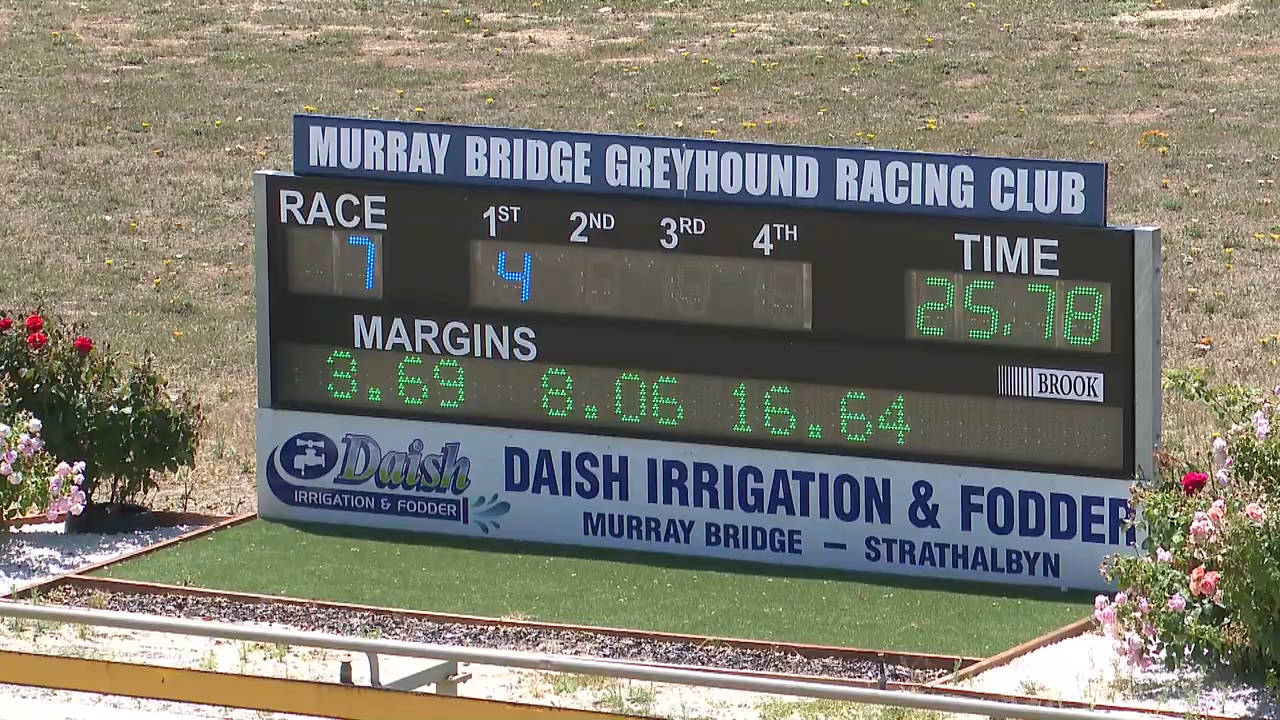 MURRAY BRIDGE GREYHOUND RACING CLUB
RACE 1ST 2ND 3RD 4TH TIME
7 4 25.78
MARGINS
3.69 8.06 16.64
BROOK
Daish
IRRIGATION & FODDER
DAISH IRRIGATION & FODDER
MURRAY BRIDGE – STRATHALBYN